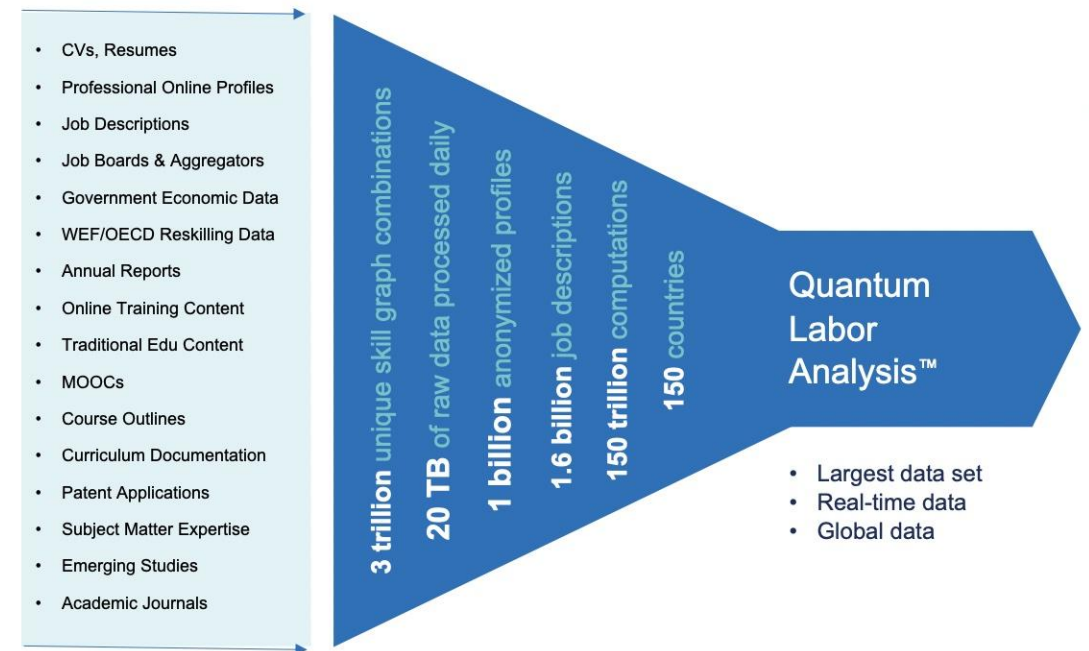 CVs, Resumes
Professional Online Profiles
Job Descriptions
Job Boards & Aggregators
Government Economic Data
WEF/OECD Reskilling Data
Annual Reports
Online Training Content
Traditional Edu Content
MOOCs
Course Outlines
Curriculum Documentation
Patent Applications
Subject Matter Expertise
Emerging Studies
Academic Journals
3 trillion unique skill graph combinations
20 TB of raw data processed daily
1 billion anonymized profiles
1.6 billion job descriptions
150 trillion computations
150 countries
Quantum
Labor
Analysis™
Largest data set
Real-time data
Global data